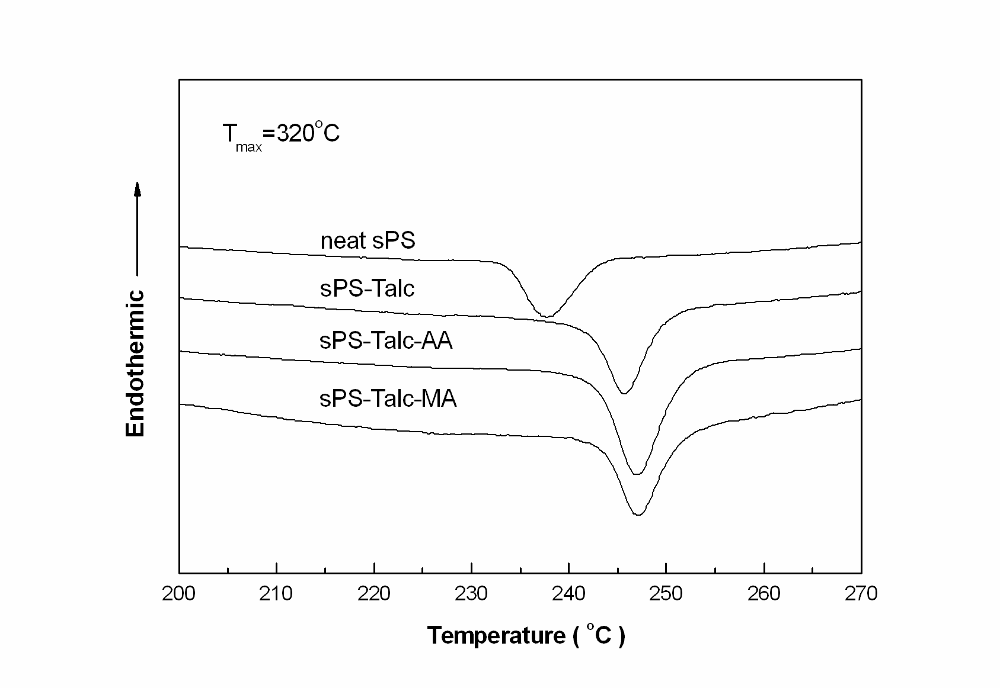 Tmax=320°C
neat sPS
sPS-Talc
sPS-Talc-AA
sPS-Talc-MA
Endothermic
200 210 220 230 240 250 260 270
Temperature ( °C )